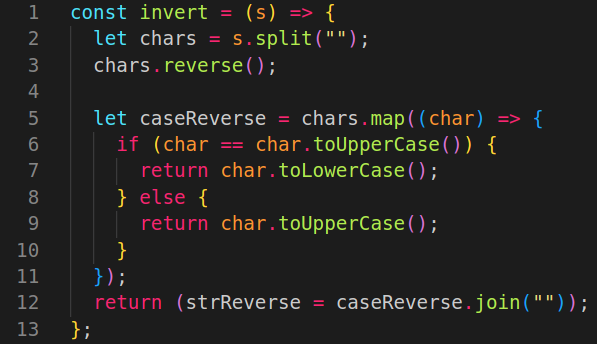 1 const invert = (s) => {
2   let chars = s.split("");
3   chars.reverse();
4
5   let caseReverse = chars.map((char) => {
6     if (char == char.toUpperCase()) {
7       return char.toLowerCase();
8     } else {
9       return char.toUpperCase();
10     }
11   });
12   return (strReverse = caseReverse.join(""));
13 };